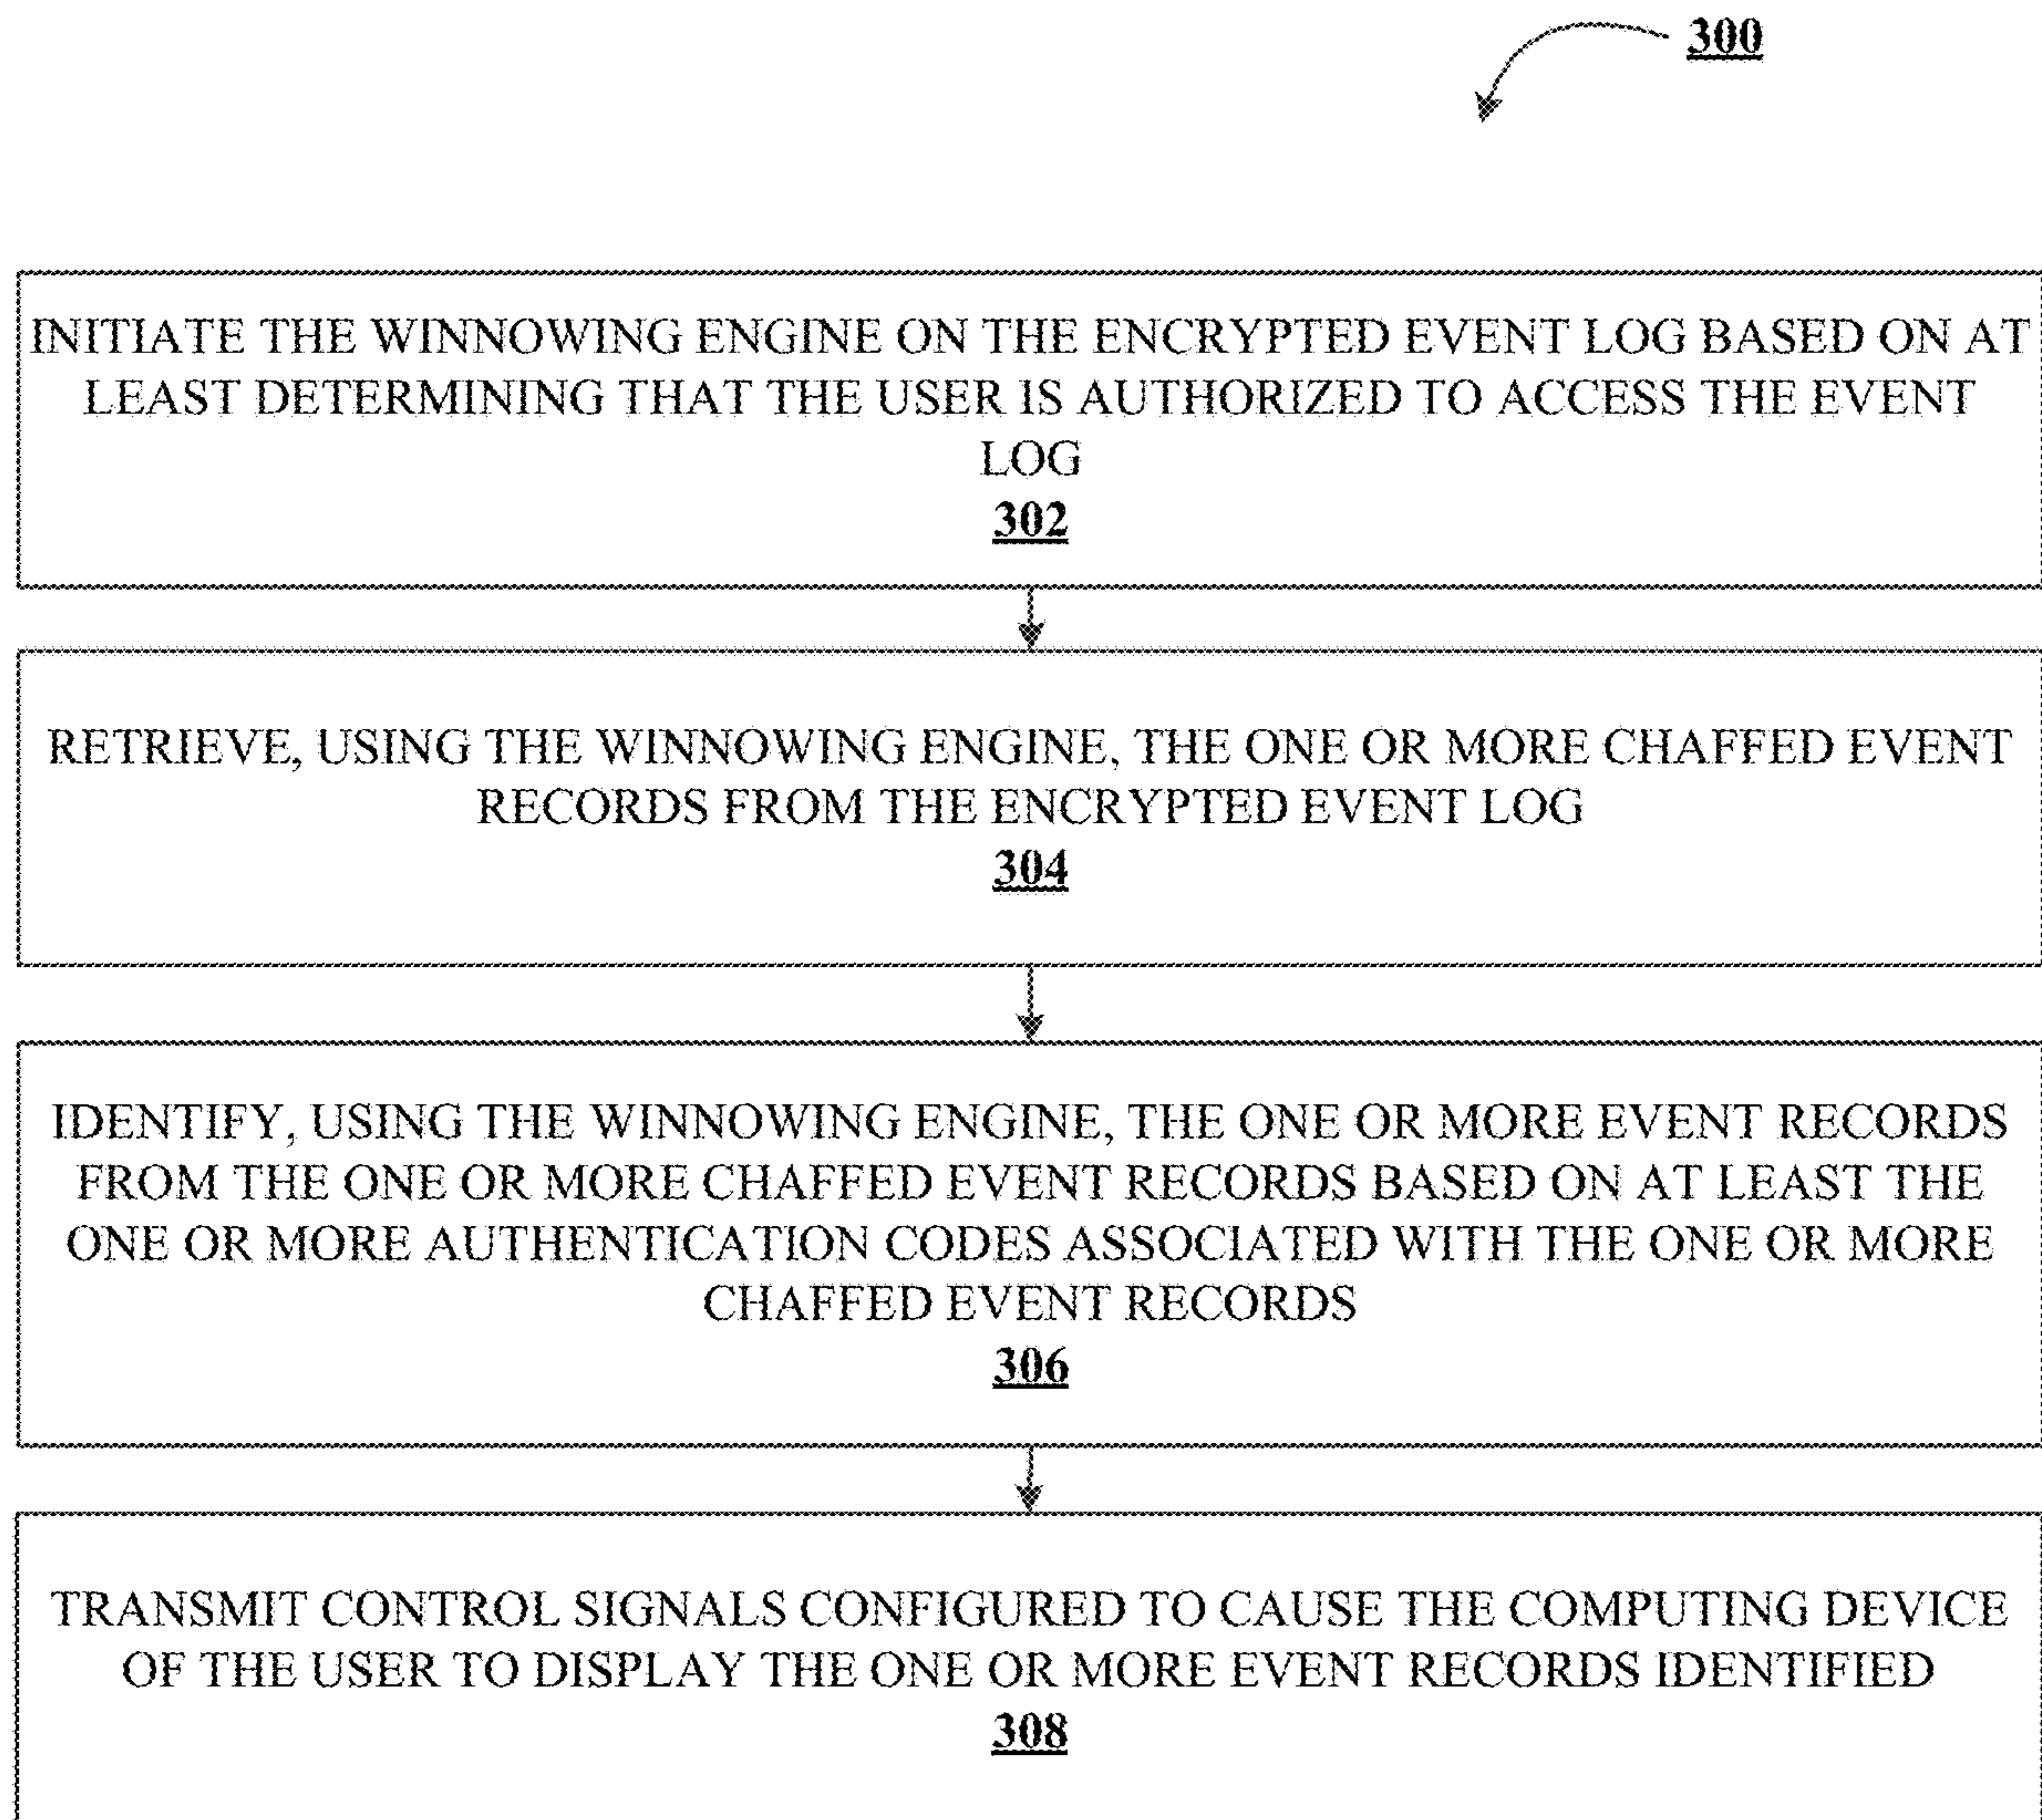 300
INITIATE THE WINNOWING ENGINE ON THE ENCRYPTED EVENT LOG BASED ON AT
LEAST DETERMINING THAT THE USER IS AUTHORIZED TO ACCESS THE EVENT
LOG
302
RETRIEVE, USING THE WINNOWING ENGINE, THE ONE OR MORE CHAFFED EVENT
RECORDS FROM THE ENCRYPTED EVENT LOG
304
IDENTIFY, USING THE WINNOWING ENGINE, THE ONE OR MORE EVENT RECORDS
FROM THE ONE OR MORE CHAFFED EVENT RECORDS BASED ON AT LEAST THE
ONE OR MORE AUTHENTICATION CODES ASSOCIATED WITH THE ONE OR MORE
CHAFFED EVENT RECORDS
306
TRANSMIT CONTROL SIGNALS CONFIGURED TO CAUSE THE COMPUTING DEVICE
OF THE USER TO DISPLAY THE ONE OR MORE EVENT RECORDS IDENTIFIED
308